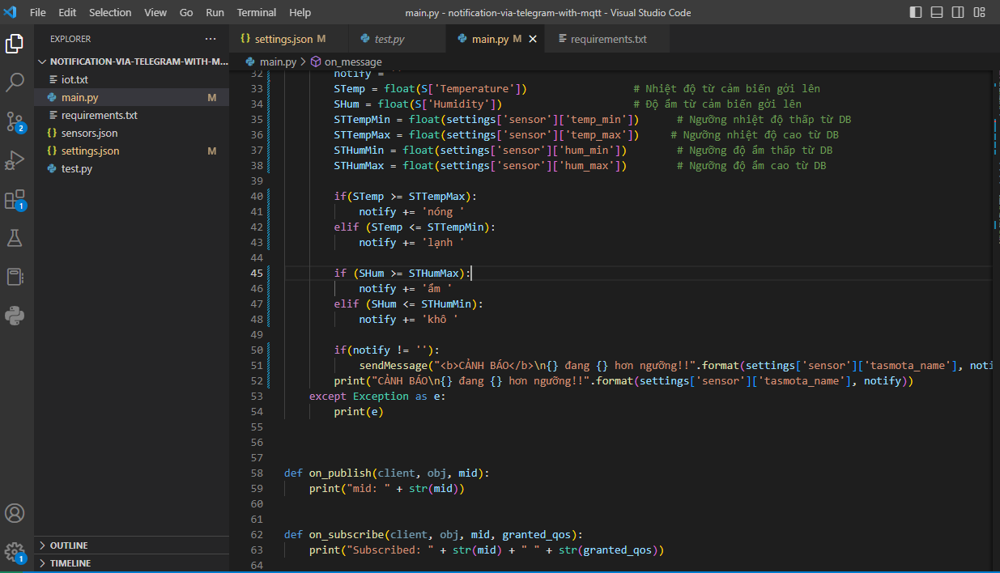 File Edit Selection View Go Run Terminal Help main.py - notification-via-telegram-with-mqtt - Visual Studio Code
EXPLORER ...
NOTIFICATION-VIA-TELEGRAM-WITH-M...
iot.txt
main.py M
requirements.txt
sensors.json
settings.json M
test.py
OUTLINE
TIMELINE
2
1
1
settings.json M test.py main.py M requirements.txt
main.py > on_message
32 notify = ''
33 STemp = float(S['Temperature']) # Nhiệt độ từ cảm biến gởi lên
34 SHum = float(S['Humidity']) # Độ ẩm từ cảm biến gởi lên
35 STTempMin = float(settings['sensor']['temp_min']) # Ngưỡng nhiệt độ thấp từ DB
36 STTempMax = float(settings['sensor']['temp_max']) # Ngưỡng nhiệt độ cao từ DB
37 STHumMin = float(settings['sensor']['hum_min']) # Ngưỡng độ ẩm thấp từ DB
38 STHumMax = float(settings['sensor']['hum_max']) # Ngưỡng độ ẩm cao từ DB
39
40 if(STemp >= STTempMax):
41 notify += 'nóng '
42 elif (STemp <= STTempMin):
43 notify += 'lạnh '
44
45 if (SHum >= STHumMax):
46 notify += 'ẩm '
47 elif (SHum <= STHumMin):
48 notify += 'khô '
49
50 if(notify != ''):
51 sendMessage("<b>CẢNH BÁO</b>\n{} đang {} hơn ngưỡng!!".format(settings['sensor']['tasmota_name'], noti
52 print("CẢNH BÁO\n{} đang {} hơn ngưỡng!!".format(settings['sensor']['tasmota_name'], notify))
53 except Exception as e:
54 print(e)
55
56
57
58 def on_publish(client, obj, mid):
59 print("mid: " + str(mid))
60
61
62 def on_subscribe(client, obj, mid, granted_qos):
63 print("Subscribed: " + str(mid) + " " + str(granted_qos))
64